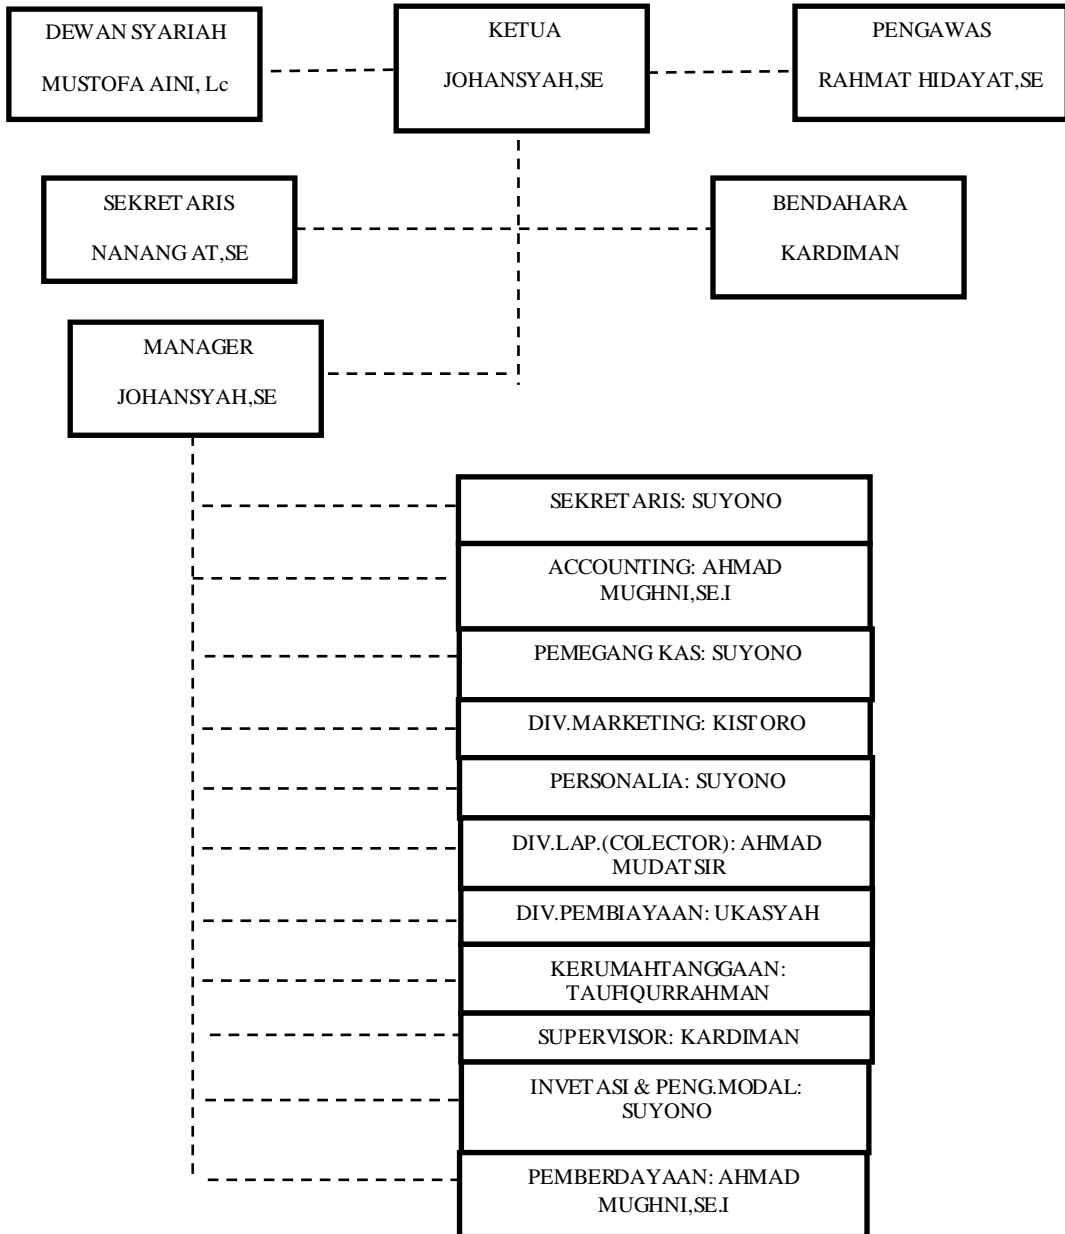 DEWAN SYARIAH
MUSTOFA AINI, Lc
KETUA
JOHANSYAH,SE
PENGAWAS
RAHMAT HIDAYAT,SE
SEKRETARIS
NANANG AT,SE
BENDAHARA
KARDIMAN
MANAGER
JOHANSYAH,SE
SEKRETARIS: SUYONO
ACCOUNTING: AHMAD
MUGHNI,SE.I
PEMEGANG KAS: SUYONO
DIV.MARKETING: KISTORO
PERSONALIA: SUYONO
DIV.LAP.(COLECTOR): AHMAD
MUDATSIR
DIV.PEMBIAYAAN: UKASYAH
KERUMAHTANGGAAN:
TAUFIQURRAHMAN
SUPERVISOR: KARDIMAN
INVETASI & PENG.MODAL:
SUYONO
PEMBERDAYAAN: AHMAD
MUGHNI,SE.I